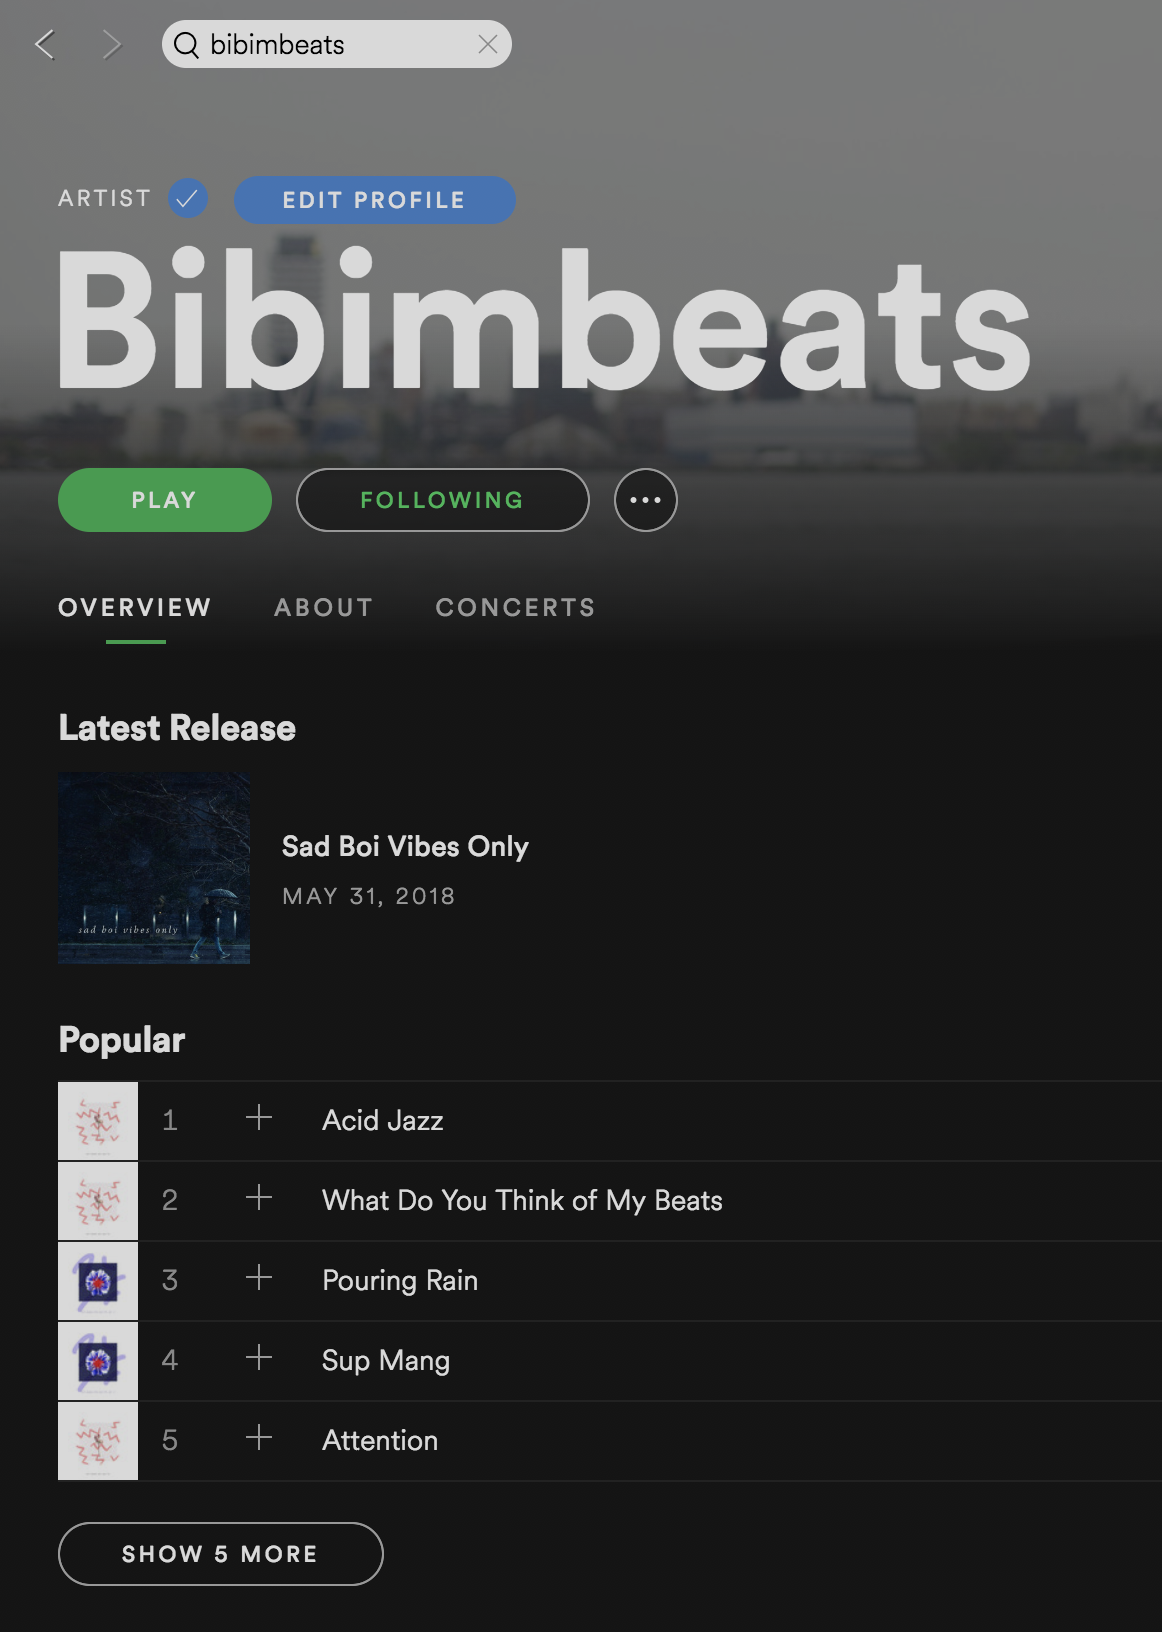 bibimbeats
ARTIST EDIT PROFILE
Bibimbeats
PLAY FOLLOWING
OVERVIEW ABOUT CONCERTS
Latest Release
sad boi vibes only
Sad Boi Vibes Only
MAY 31, 2018
Popular
1 Acid Jazz
2 What Do You Think of My Beats
3 Pouring Rain
4 Sup Mang
5 Attention
SHOW 5 MORE